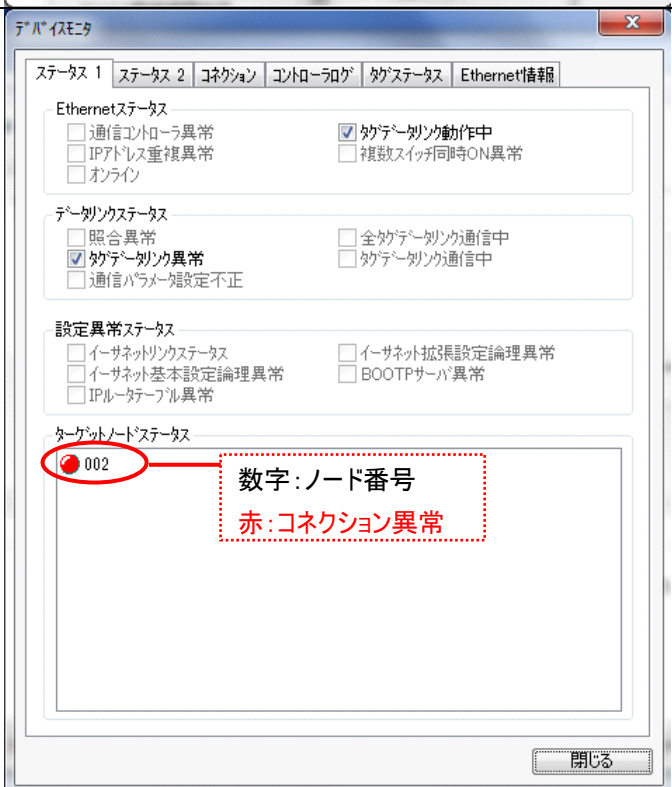 ﾃﾞﾊﾞｲｽﾓﾆﾀ
ｽﾃｰﾀｽ 1 ｽﾃｰﾀｽ 2 ｺﾈｸｼｮﾝ ｺﾝﾄﾛｰﾗﾛｸﾞ ﾀｸﾞｽﾃｰﾀｽ Ethernet情報
Ethernetｽﾃｰﾀｽ
通信ｺﾝﾄﾛｰﾗ異常 ﾀｸﾞﾃﾞｰﾀﾘﾝｸ動作中
IPｱﾄﾞﾚｽ重複異常 複数ｽｲｯﾁ同時ON異常
ｵﾝﾗｲﾝ
ﾃﾞｰﾀﾘﾝｸｽﾃｰﾀｽ
照合異常 全ﾀｸﾞﾃﾞｰﾀﾘﾝｸ通信中
ﾀｸﾞﾃﾞｰﾀﾘﾝｸ異常 ﾀｸﾞﾃﾞｰﾀﾘﾝｸ通信中
通信ﾊﾟﾗﾒｰﾀ設定不正
設定異常ｽﾃｰﾀｽ
ｲｰｻﾈｯﾄﾘﾝｸｽﾃｰﾀｽ ｲｰｻﾈｯﾄ拡張設定論理異常
ｲｰｻﾈｯﾄ基本設定論理異常 BOOTPｻｰﾊﾞ異常
IPﾙｰﾀﾃｰﾌﾞﾙ異常
ﾀｰｹﾞｯﾄﾉｰﾄﾞｽﾃｰﾀｽ
002
数字：ノード番号
赤：コネクション異常
閉じる